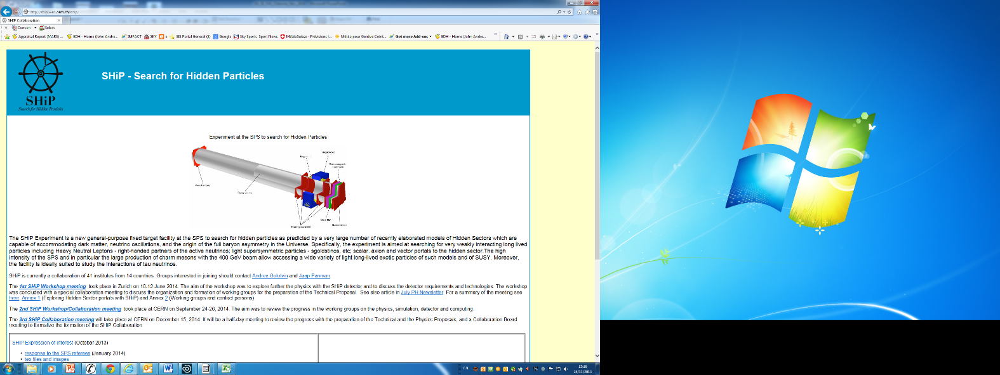 http://ship.web.cern.ch/ship/
SHIP Collaboration
Convert
Select
Appraisal Report (MARS) ...
EDH - Home (John Andre...
IMPACT
SKY
e
GIS Portal General (2)
Google
Sky Sports Sport News
MétéoSuisse - Prévisions l...
Météo pour Genève Coint...
Get more Add-ons
EDH - Home (John Andre...
SHiP - Search for Hidden Particles
SHiP
Search for Hidden Particles
Experiment at the SPS to search for Hidden Particles
The SHiP Experiment is a new general-purpose fixed target facility at the SPS to search for hidden particles as predicted by a very large number of recently elaborated models of Hidden Sectors which are
capable of accommodating dark matter, neutrino oscillations, and the origin of the full baryon asymmetry in the Universe. Specifically, the experiment is aimed at searching for very weakly interacting long lived
particles including Heavy Neutral Leptons - right-handed partners of the active neutrinos; light supersymmetric particles - sgoldstinos, etc; scalar, axion and vector portals to the hidden sector.The high
intensity of the SPS and in particular the large production of charm mesons with the 400 GeV beam allow accessing a wide variety of light long-lived exotic particles of such models and of SUSY. Moreover,
the facility is ideally suited to study the interactions of tau neutrinos.
SHiP is currently a collaboration of 41 institutes from 14 countries. Groups interested in joining should contact Andrey Golutvin and Jaap Panman.
The 1st SHiP Workshop meeting took place in Zurich on 10-12 June 2014. The aim of the workshop was to explore further the physics with the SHiP detector and to discuss the detector requirements and technologies. The workshop
was concluded with a special collaboration meeting to discuss the organization and formation of working groups for the preparation of the Technical Proposal. See also article in July PH Newsletter. For a summary of the meeting see
here, Annex 1 (Exploring Hidden Sector portals with SHiP) and Annex 2 (Working groups and contact persons)
The 2nd SHiP Workshop/Collaboration meeting took place at CERN on September 24-26, 2014. The aim was to review the progress in the working groups on the physics, simulation, detector and computing.
The 3rd SHiP Collaboration meeting will take place at CERN on December 15, 2014. It will be a half-day meeting to review the progress with the preparation of the Technical and the Physics Proposals, and a Collaboration Board
meeting to formalize the formation of the SHiP Collaboration
SHiP Expression of interest (October 2013)
• response to the SPS referees (January 2014)
• tex files and images
EN
15:16
24/11/2014